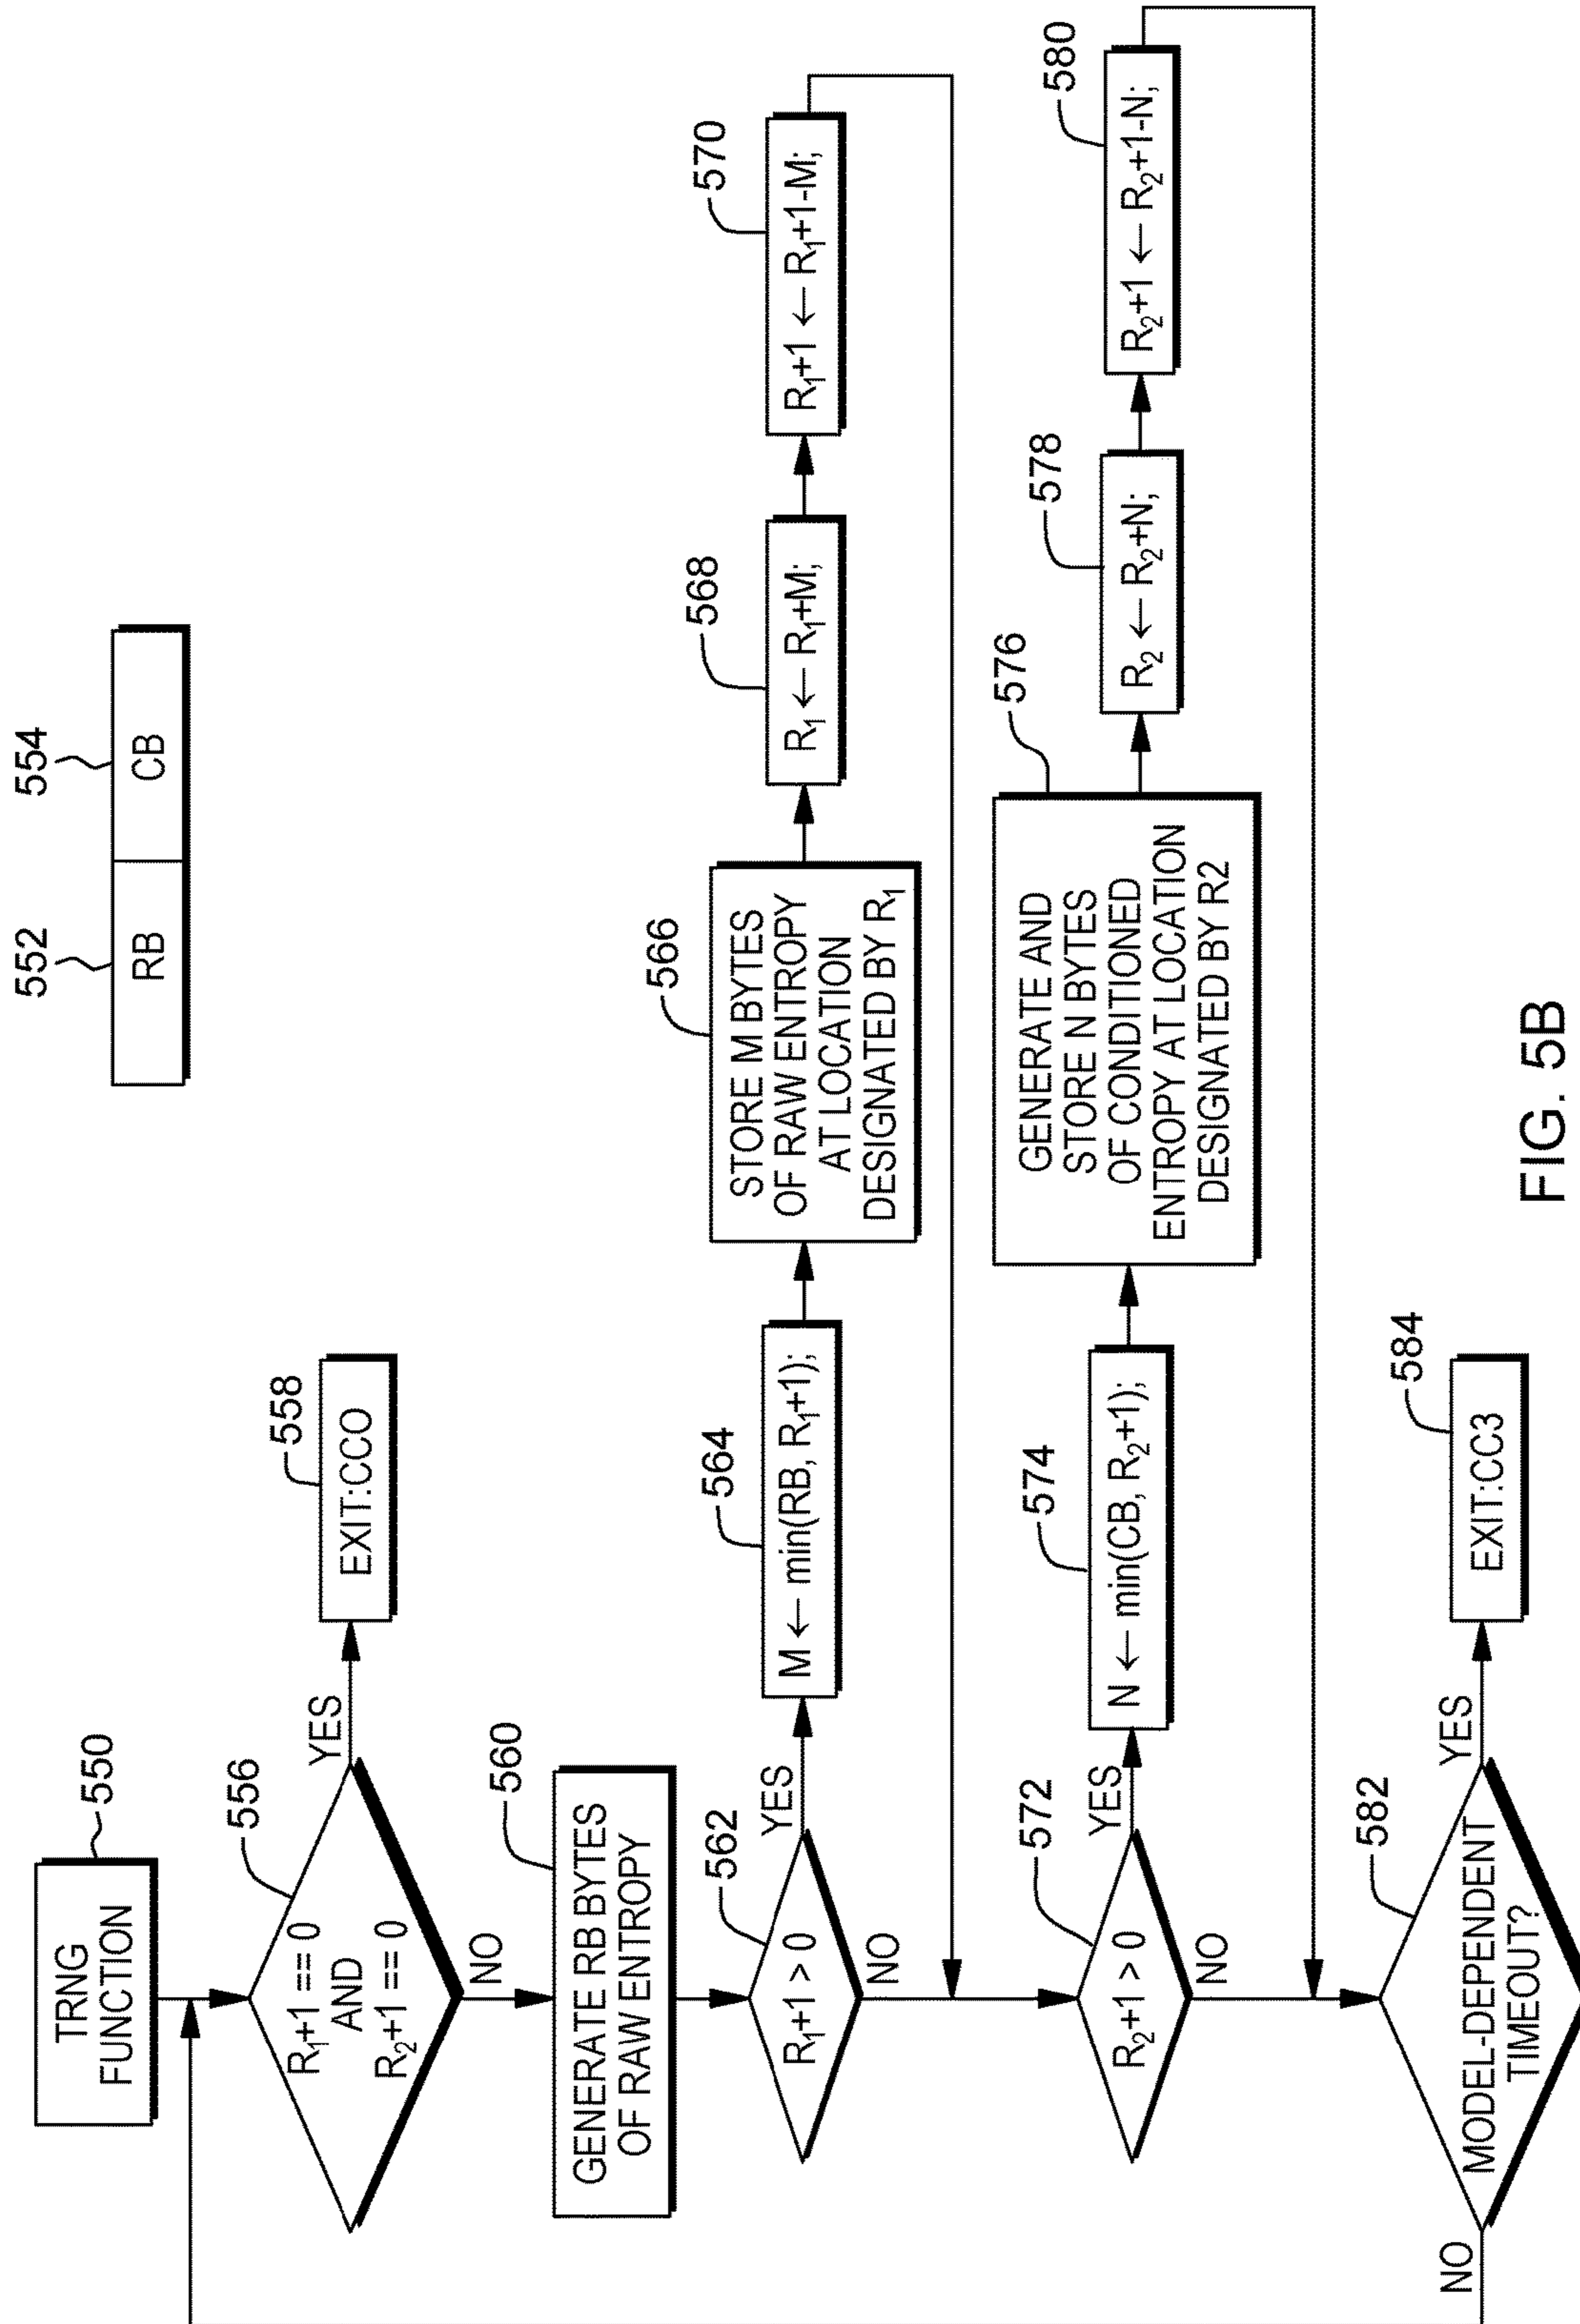 550
TRNG
FUNCTION
552
554
RB
CB
556
R₁+1 == 0
AND
R₂+1 == 0
YES
558
EXIT:CCO
NO
560
GENERATE RB BYTES
OF RAW ENTROPY
562
R₁+1 > 0
YES
564
M ← min(RB, R₁+1);
566
STORE M BYTES
OF RAW ENTROPY
AT LOCATION
DESIGNATED BY R₁
568
R₁ ← R₁+M;
570
R₁+1 ← R₁+1-M;
NO
572
R₂+1 > 0
YES
574
N ← min(CB, R₂+1);
576
GENERATE AND
STORE N BYTES
OF CONDITIONED
ENTROPY AT LOCATION
DESIGNATED BY R2
578
R₂ ← R₂+N;
580
R₂+1 ← R₂+1-N;
NO
582
MODEL-DEPENDENT
TIMEOUT?
YES
584
EXIT:CC3
NO
FIG. 5B